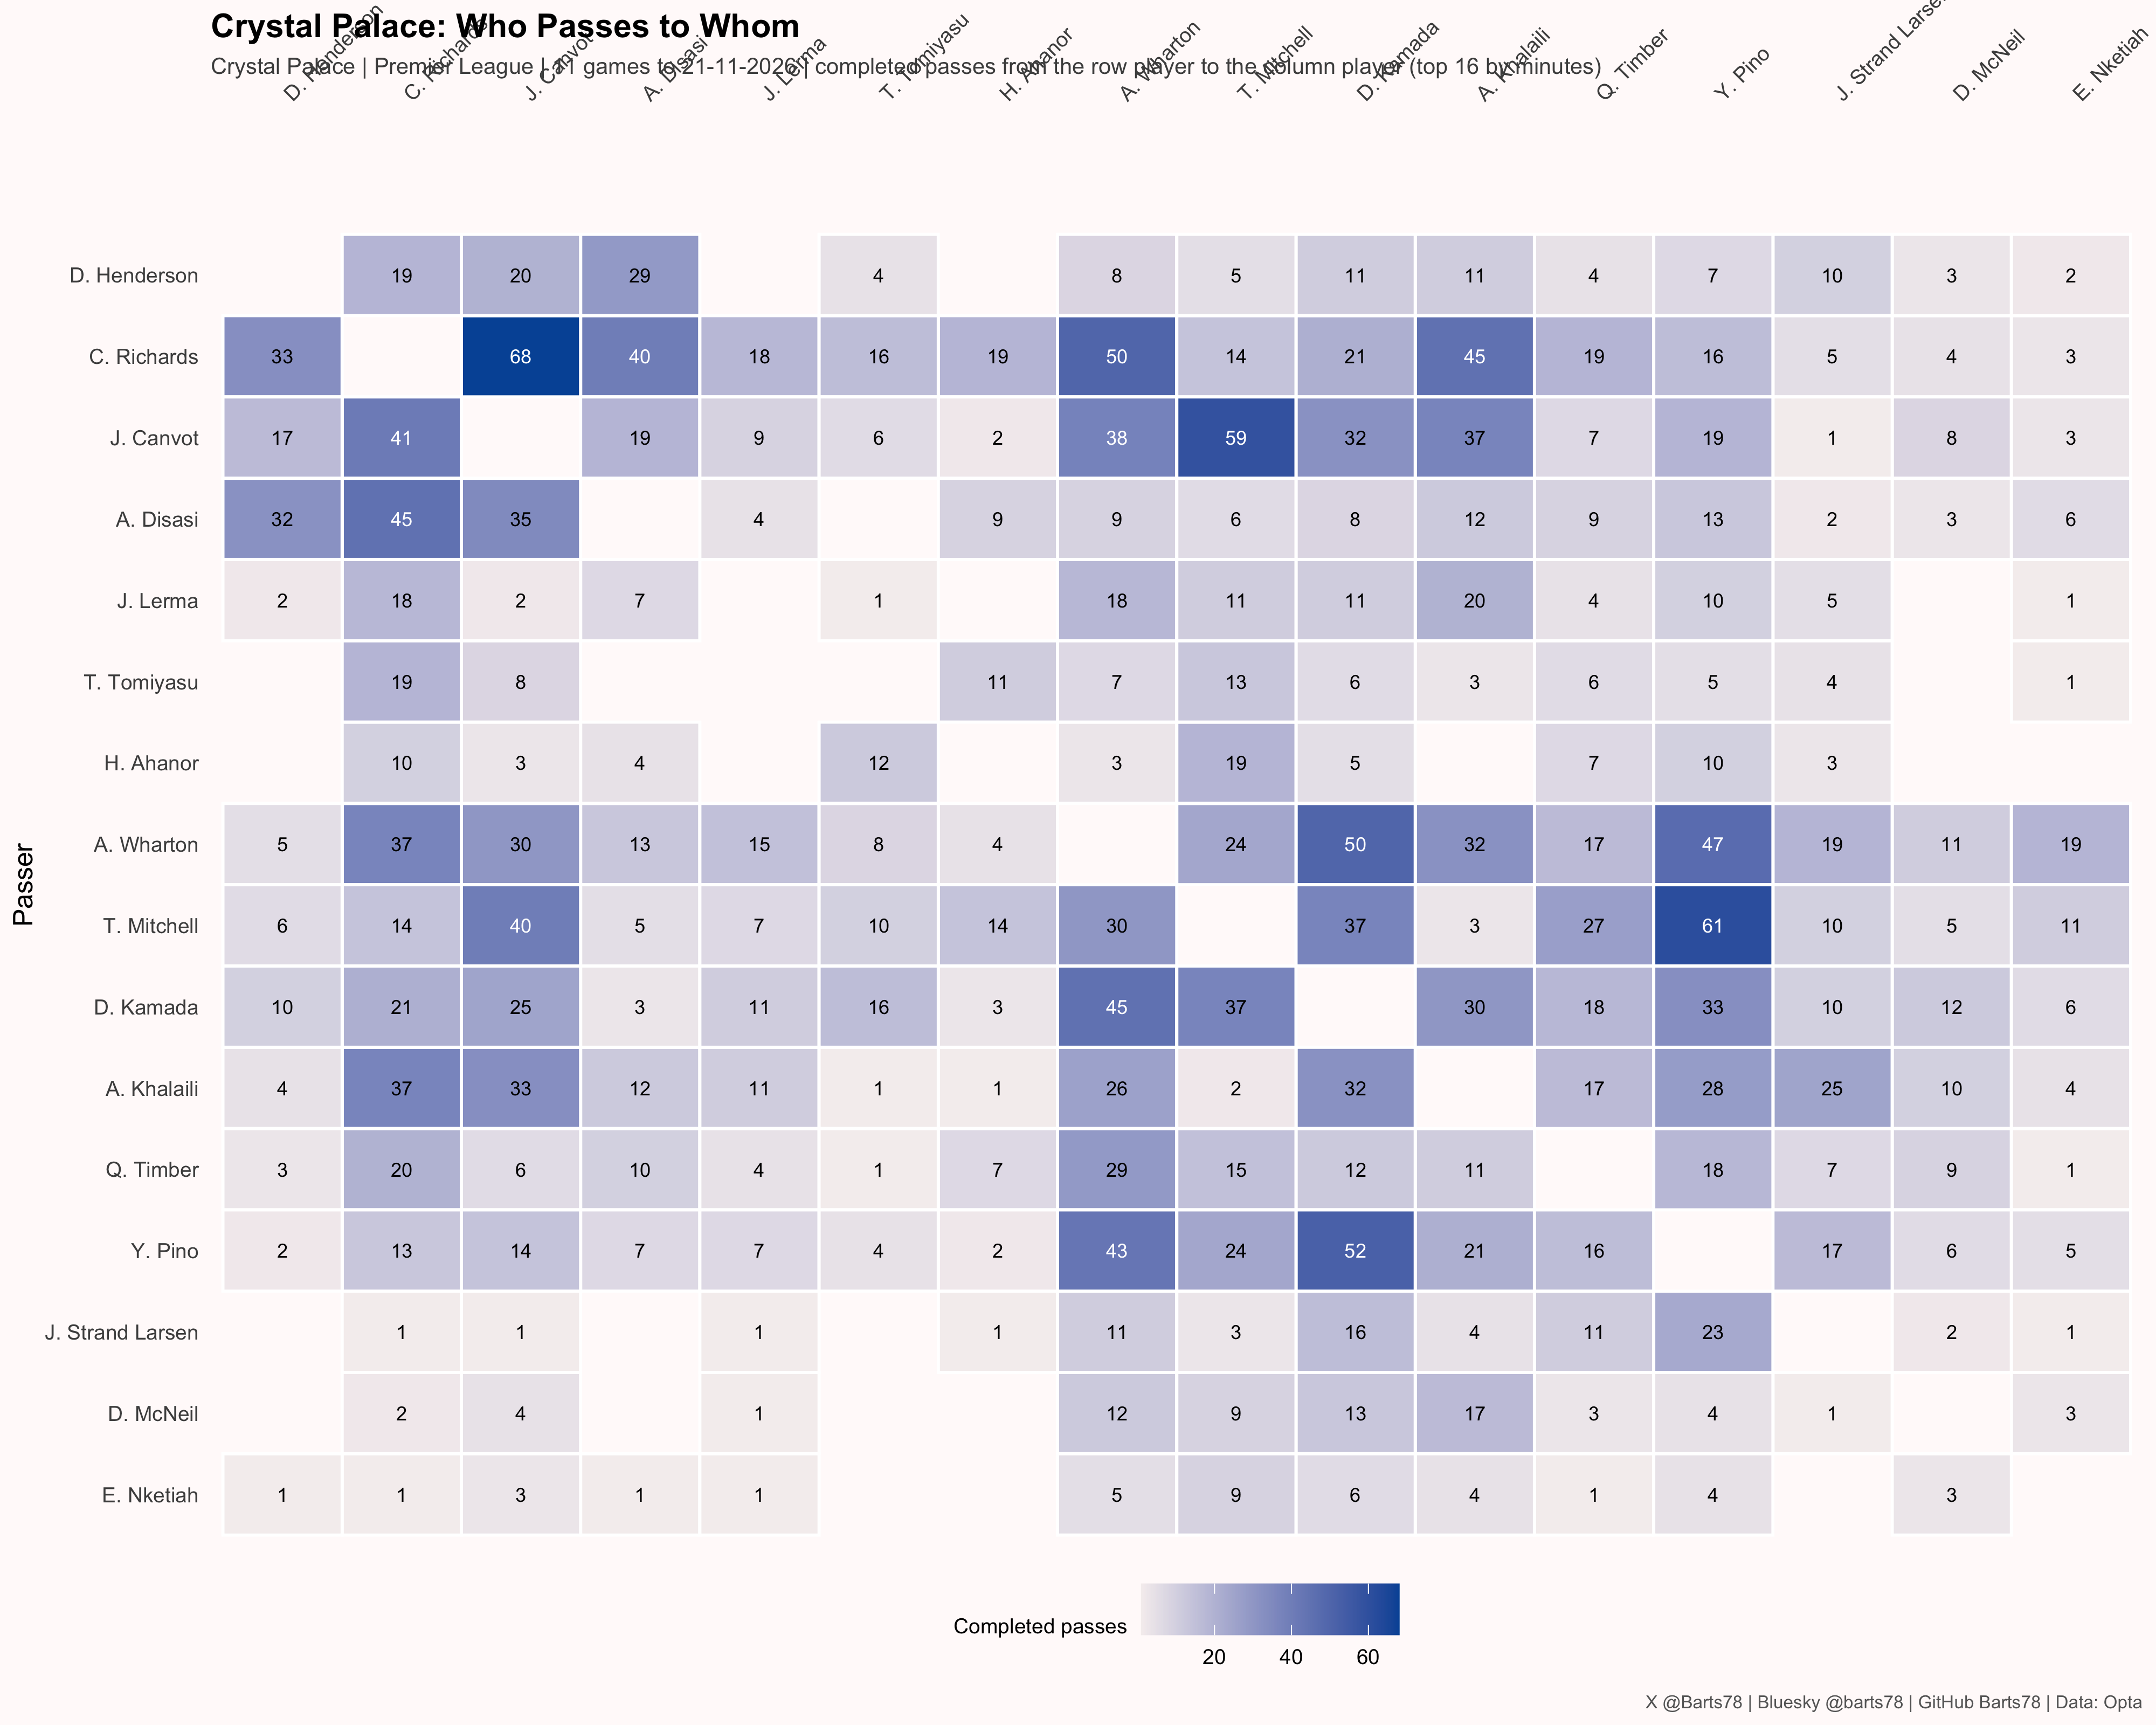 Crystal Palace: Who Passes to Whom
Crystal Palace | Premier League | 11 games to 21-11-2026 | completed passes from the row player to the column player (top 16 by minutes)
D. Henderson C. Richards J. Canvot A. Disasi J. Lerma T. Tomiyasu H. Ahanor A. Wharton T. Mitchell D. Kamada A. Khalaili Q. Timber Y. Pino J. Strand Larsen D. McNeil E. Nketiah
D. Henderson 19 20 29 4 8 5 11 11 4 7 10 3 2
C. Richards 33 68 40 18 16 19 50 14 21 45 19 16 5 4 3
J. Canvot 17 41 19 9 6 2 38 59 32 37 7 19 1 8 3
A. Disasi 32 45 35 4 9 9 6 8 12 9 13 2 3 6
J. Lerma 2 18 2 7 1 18 11 11 20 4 10 5 1
T. Tomiyasu 19 8 11 7 13 6 3 6 5 4 1
H. Ahanor 10 3 4 12 3 19 5 7 10 3
A. Wharton 5 37 30 13 15 8 4 24 50 32 17 47 19 11 19
T. Mitchell 6 14 40 5 7 10 14 30 37 3 27 61 10 5 11
D. Kamada 10 21 25 3 11 16 3 45 37 30 18 33 10 12 6
A. Khalaili 4 37 33 12 11 1 1 26 2 32 17 28 25 10 4
Q. Timber 3 20 6 10 4 1 7 29 15 12 11 18 7 9 1
Y. Pino 2 13 14 7 7 4 2 43 24 52 21 16 17 6 5
J. Strand Larsen 1 1 1 1 11 3 16 4 11 23 2 1
D. McNeil 2 4 1 12 9 13 17 3 4 1 3
E. Nketiah 1 1 3 1 1 5 9 6 4 1 4 3
Passer
Completed passes
20 40 60
X @Barts78 | Bluesky @barts78 | GitHub Barts78 | Data: Opta